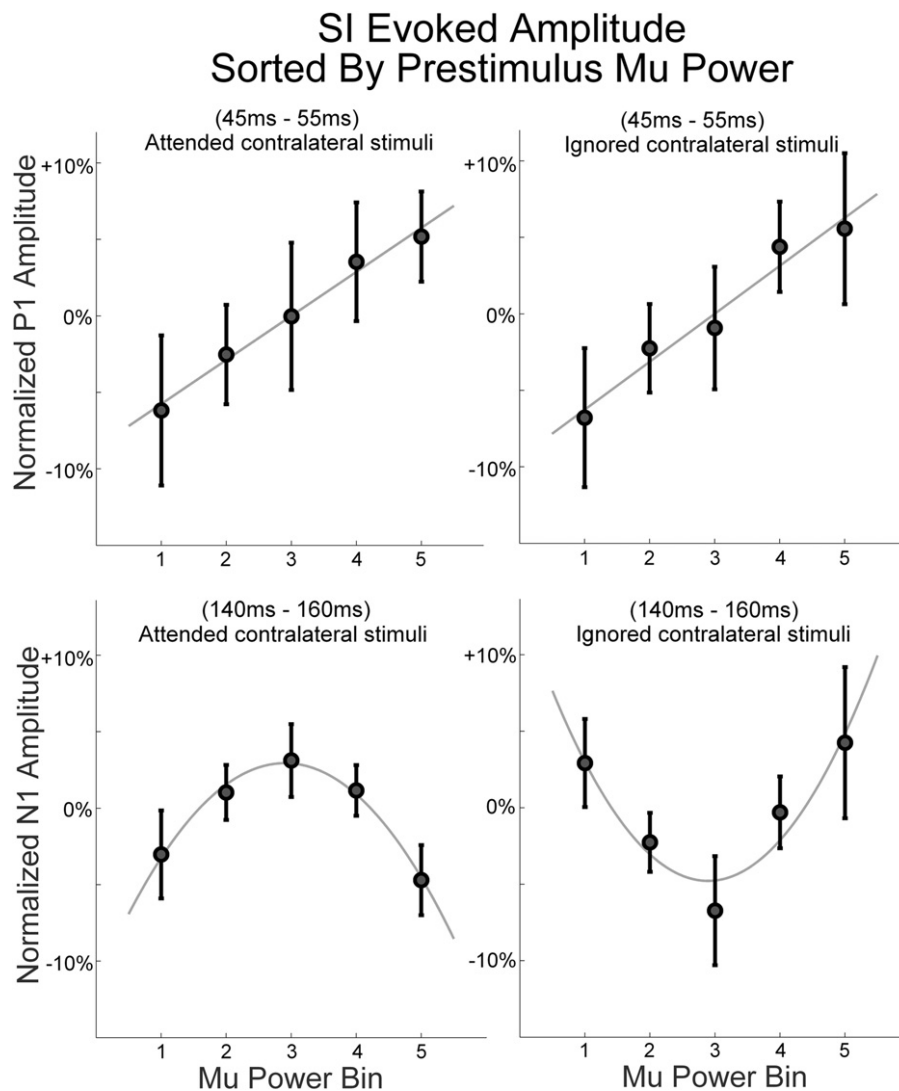 SI Evoked Amplitude
Sorted By Prestimulus Mu Power
(45ms - 55ms)
Attended contralateral stimuli
Normalized P1 Amplitude
+10%
0%
-10%
1 2 3 4 5
(45ms - 55ms)
Ignored contralateral stimuli
+10%
0%
-10%
1 2 3 4 5
(140ms - 160ms)
Attended contralateral stimuli
Normalized N1 Amplitude
+10%
0%
-10%
1 2 3 4 5
Mu Power Bin
(140ms - 160ms)
Ignored contralateral stimuli
+10%
0%
-10%
1 2 3 4 5
Mu Power Bin